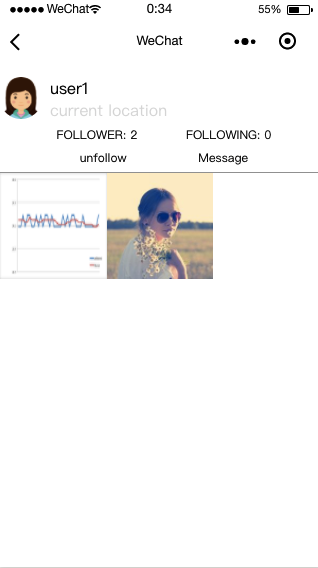 WeChat 0:34 55%
WeChat
user1
current location
FOLLOWER: 2 FOLLOWING: 0
unfollow Message